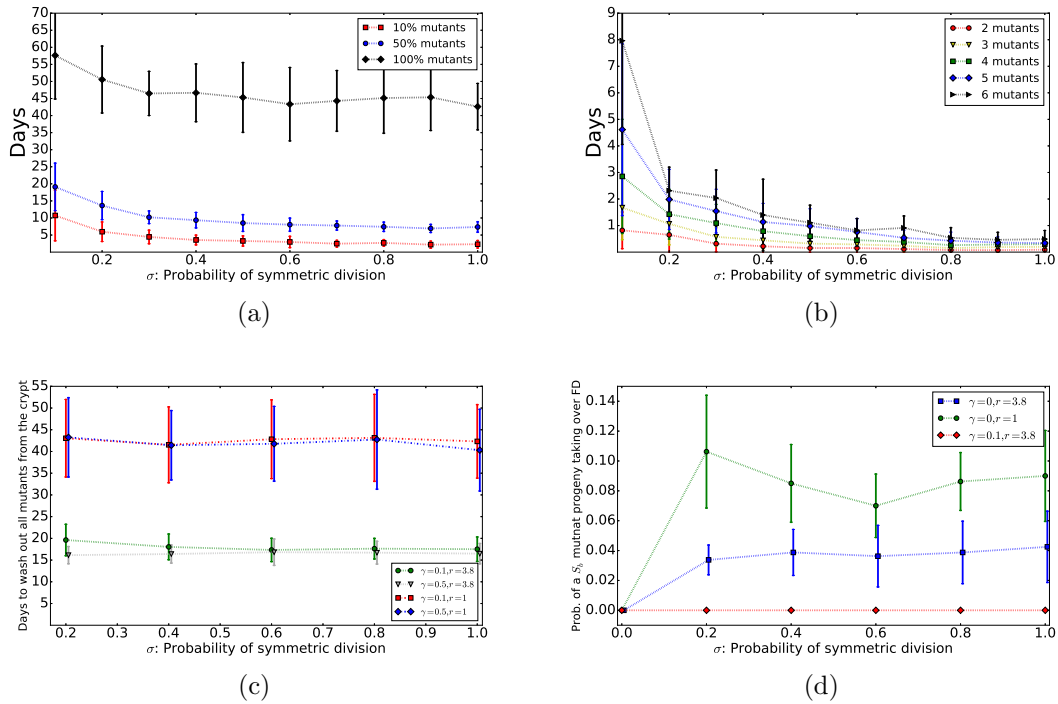 70
65
60
55
50
45
40
35
30
25
20
15
10
5
Days
0.2 0.4 0.6 0.8 1.0
σ: Probability of symmetric division
10% mutants
50% mutants
100% mutants
(a)
9
8
7
6
5
4
3
2
1
Days
0.2 0.4 0.6 0.8 1.0
σ: Probability of symmetric division
2 mutants
3 mutants
4 mutants
5 mutants
6 mutants
(b)
55
50
45
40
35
30
25
20
15
10
5
Days to wash out all mutants from the crypt
0.2 0.3 0.4 0.5 0.6 0.7 0.8 0.9 1.0
σ: Probability of symmetric division
γ=0.1,r=3.8
γ=0.5,r=3.8
γ=0.1,r=1
γ=0.5,r=1
(c)
0.14
0.12
0.10
0.08
0.06
0.04
0.02
0.00
Prob. of a S_b mutnat progeny taking over FD
0.0 0.2 0.4 0.6 0.8 1.0
σ: Probability of symmetric division
γ=0,r=3.8
γ=0,r=1
γ=0.1,r=3.8
(d)